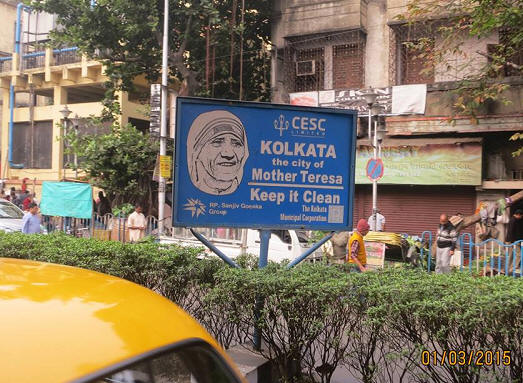 CESC
LIMITED
KOLKATA
the city of
Mother Teresa
Keep it Clean
RP-Sanjiv Goenka
Group
The Kolkata
Municipal Corporation
01/03/2015